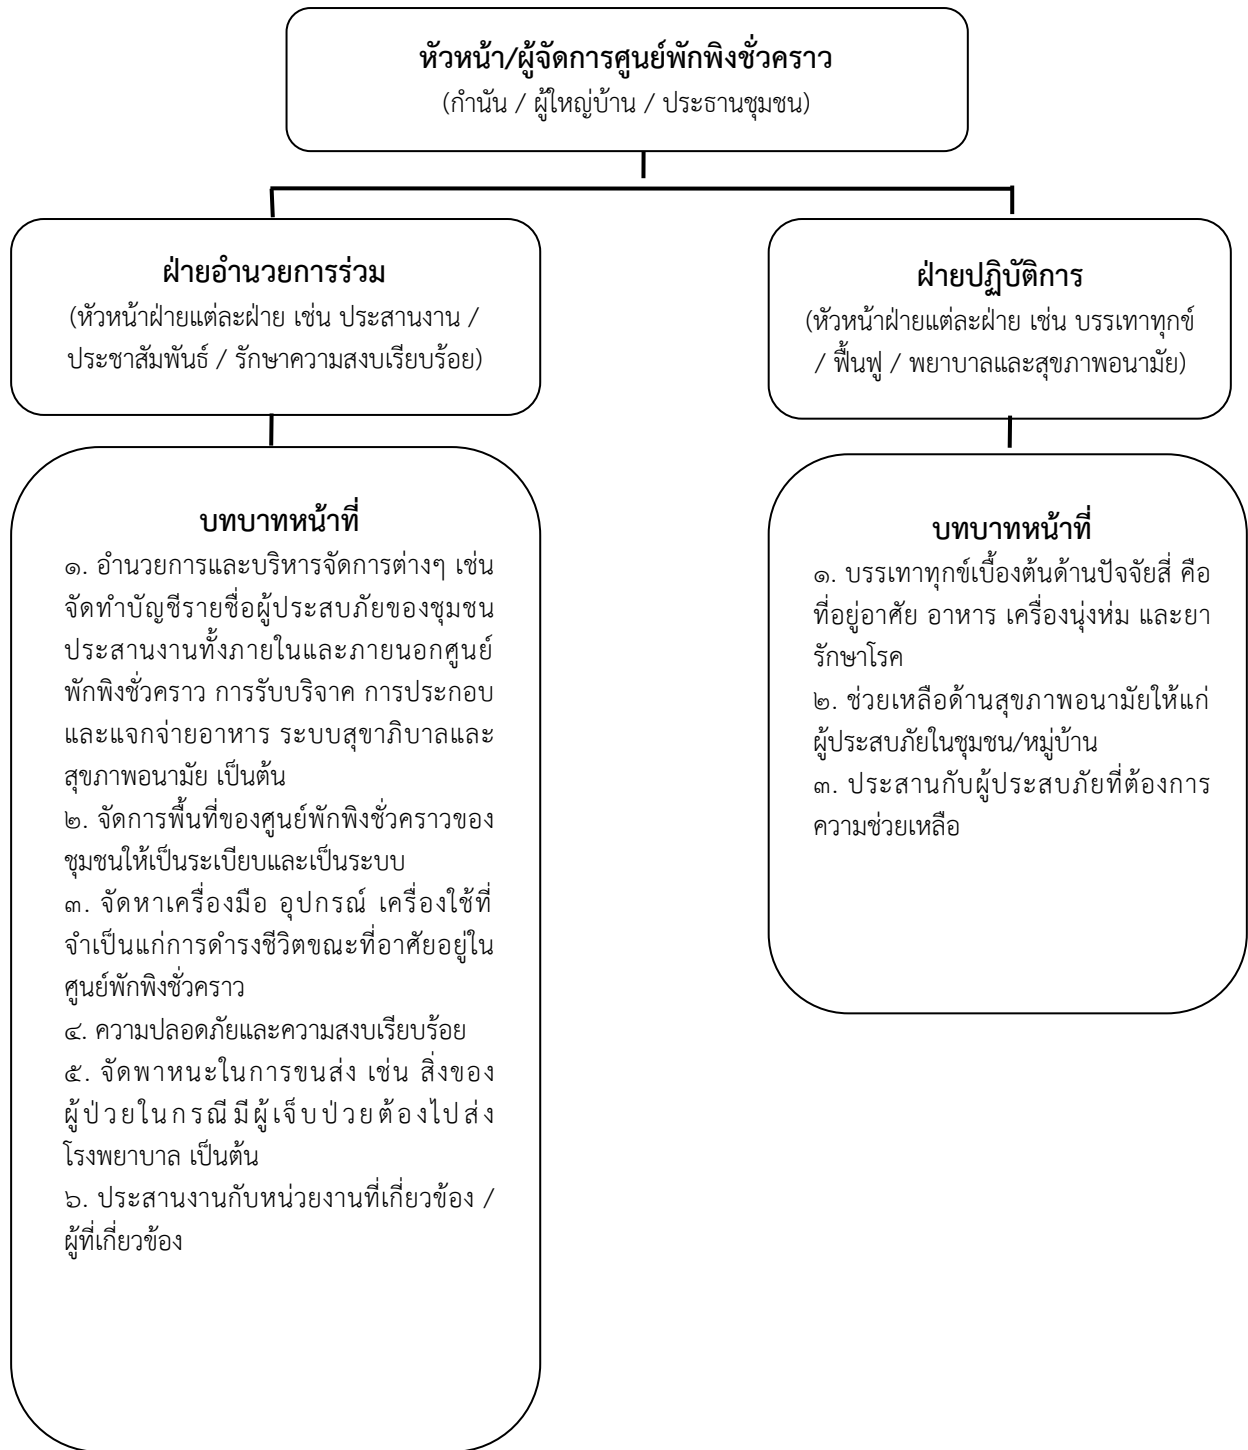 หัวหน้า/ผู้จัดการศูนย์พักพิงชั่วคราว
(กำนัน / ผู้ใหญ่บ้าน / ประธานชุมชน)
ฝ่ายอำนวยการร่วม
(หัวหน้าฝ่ายแต่ละฝ่าย เช่น ประสานงาน /
ประชาสัมพันธ์ / รักษาความสงบเรียบร้อย)
ฝ่ายปฏิบัติการ
(หัวหน้าฝ่ายแต่ละฝ่าย เช่น บรรเทาทุกข์
/ ฟื้นฟู / พยาบาลและสุขภาพอนามัย)
บทบาทหน้าที่
๑. อำนวยการและบริหารจัดการต่างๆ เช่น
จัดทำบัญชีรายชื่อผู้ประสบภัยของชุมชน
ประสานงานทั้งภายในและภายนอกศูนย์
พักพิงชั่วคราว การรับบริจาค การประกอบ
และแจกจ่ายอาหาร ระบบสุขาภิบาลและ
สุขภาพอนามัย เป็นต้น
๒. จัดการพื้นที่ของศูนย์พักพิงชั่วคราวของ
ชุมชนให้เป็นระเบียบและเป็นระบบ
๓. จัดหาเครื่องมือ อุปกรณ์ เครื่องใช้ที่
จำเป็นแก่การดำรงชีวิตขณะที่อาศัยอยู่ใน
ศูนย์พักพิงชั่วคราว
๔. ความปลอดภัยและความสงบเรียบร้อย
๕. จัดพาหนะในการขนส่ง เช่น สิ่งของ
ผู้ป่วยในกรณีมีผู้เจ็บป่วยต้องไปส่ง
โรงพยาบาล เป็นต้น
๖. ประสานงานกับหน่วยงานที่เกี่ยวข้อง /
ผู้ที่เกี่ยวข้อง
บทบาทหน้าที่
๑. บรรเทาทุกข์เบื้องต้นด้านปัจจัยสี่ คือ
ที่อยู่อาศัย อาหาร เครื่องนุ่งห่ม และยา
รักษาโรค
๒. ช่วยเหลือด้านสุขภาพอนามัยให้แก่
ผู้ประสบภัยในชุมชน/หมู่บ้าน
๓. ประสานกับผู้ประสบภัยที่ต้องการ
ความช่วยเหลือ